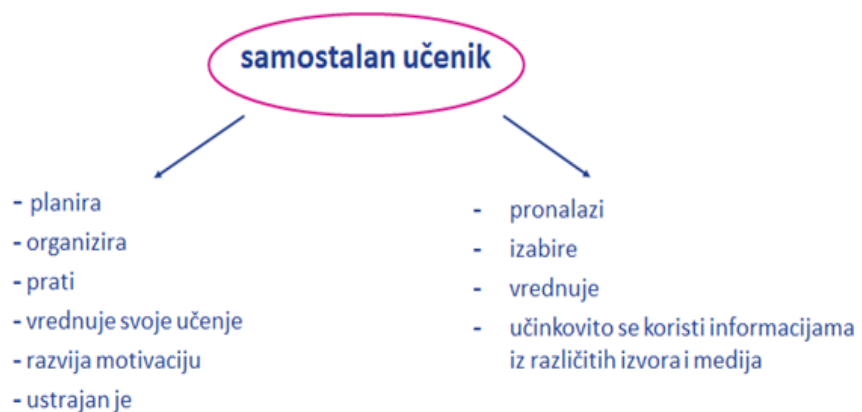 samostalan učenik
- planira
- organizira
- prati
- vrednuje svoje učenje
- razvija motivaciju
- ustrajan je
- pronalazi
- izabire
- vrednuje
- učinkovito se koristi informacijama
iz različitih izvora i medija